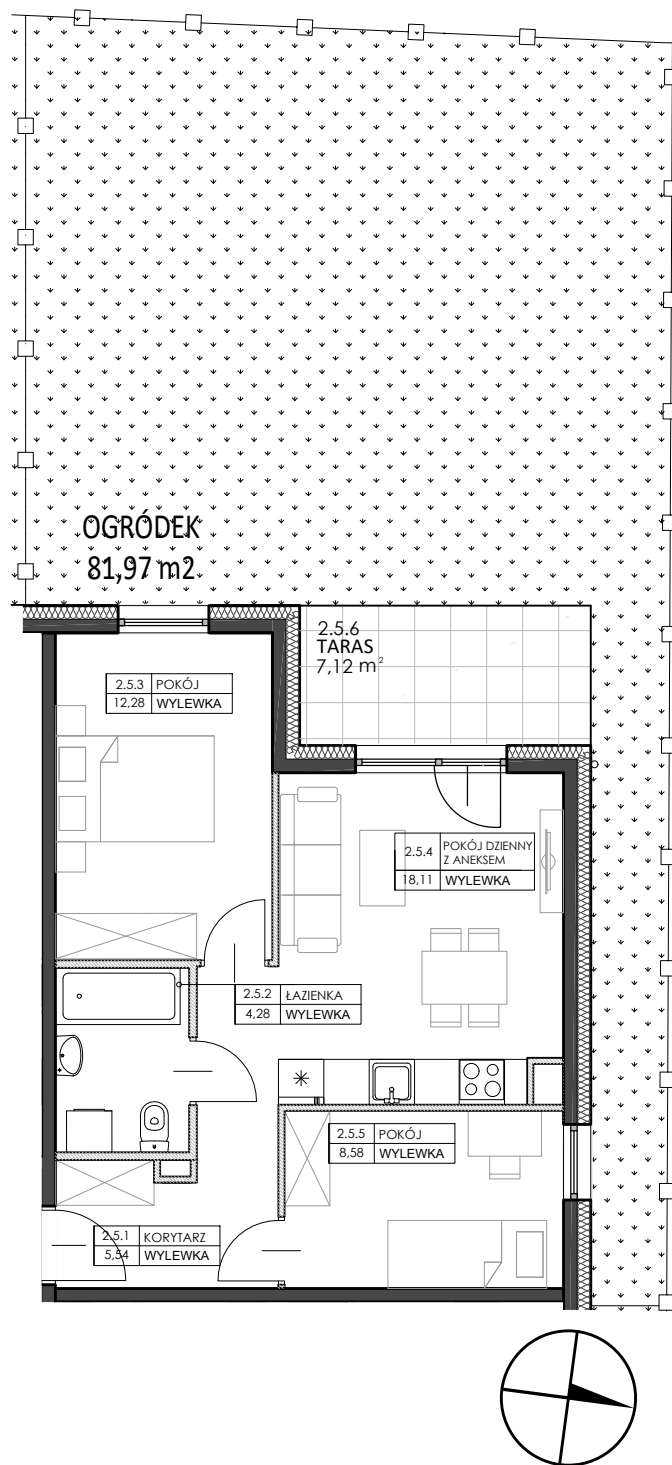 OGRÓDEK
81,97 m2
2.5.6
TARAS
7,12 m²
2.5.3 POKÓJ
12,28 WYLEWKA
2.5.4 POKÓJ DZIENNY
Z ANEKSEM
18,11 WYLEWKA
2.5.2 ŁAZIENKA
4,28 WYLEWKA
2.5.5 POKÓJ
8,58 WYLEWKA
2.5.1 KORYTARZ
5,54 WYLEWKA